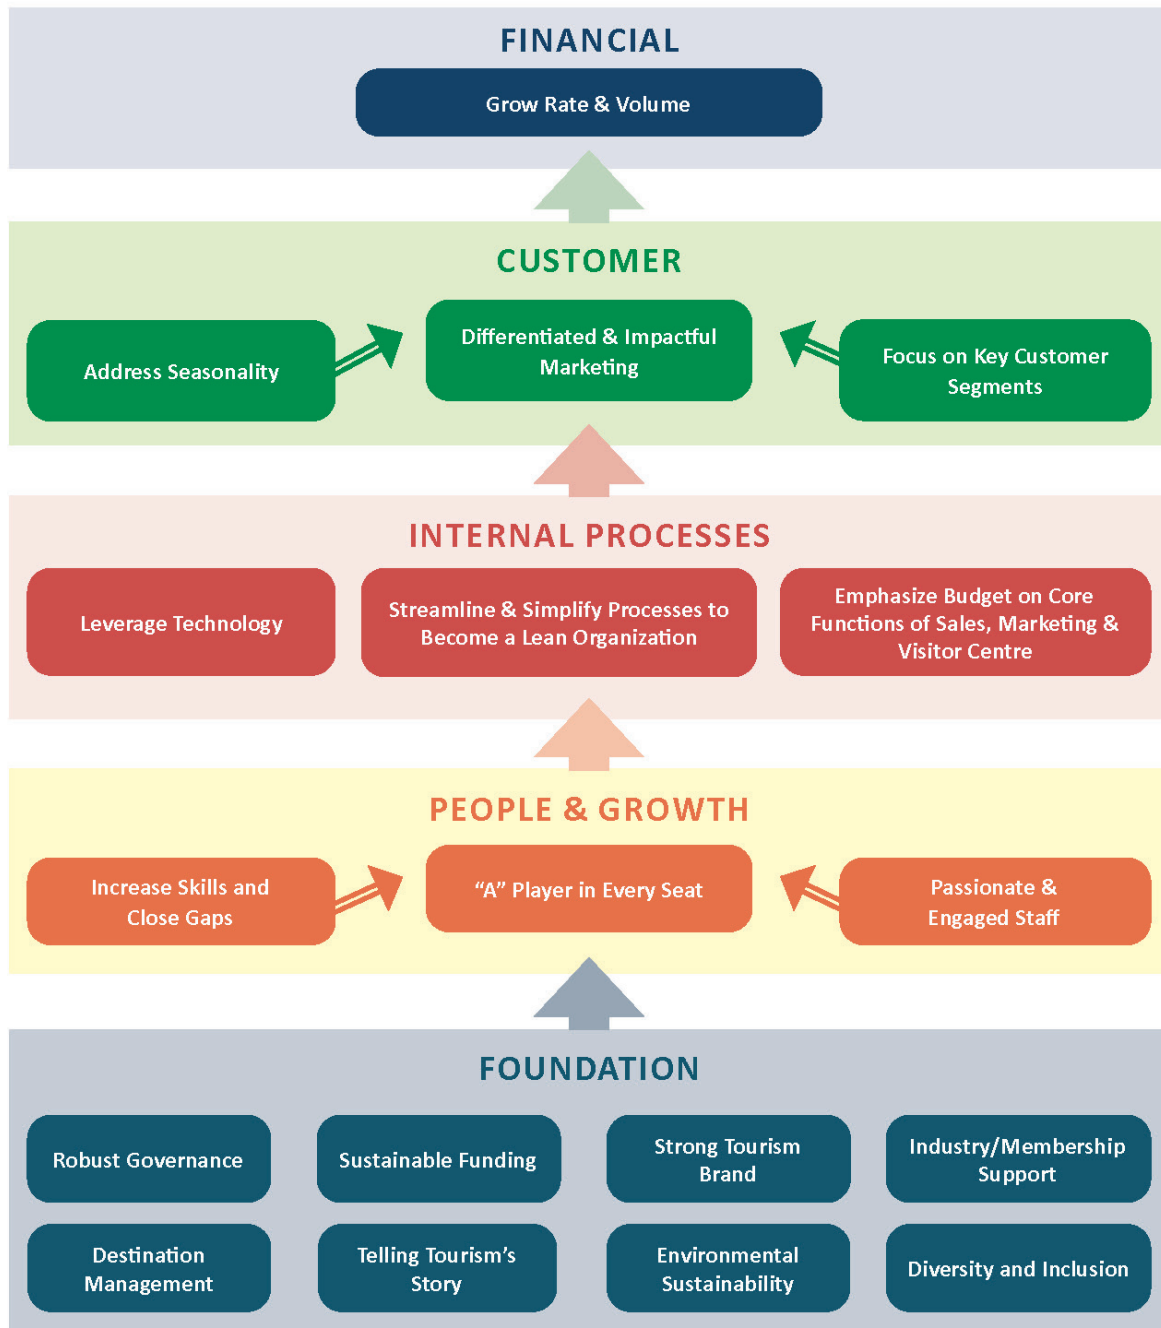 FINANCIAL
Grow Rate & Volume
CUSTOMER
Address Seasonality
Differentiated & Impactful
Marketing
Focus on Key Customer
Segments
INTERNAL PROCESSES
Leverage Technology
Streamline & Simplify Processes to
Become a Lean Organization
Emphasize Budget on Core
Functions of Sales, Marketing &
Visitor Centre
PEOPLE & GROWTH
Increase Skills and
Close Gaps
“A” Player in Every Seat
Passionate &
Engaged Staff
FOUNDATION
Robust Governance
Sustainable Funding
Strong Tourism
Brand
Industry/Membership
Support
Destination
Management
Telling Tourism’s
Story
Environmental
Sustainability
Diversity and Inclusion